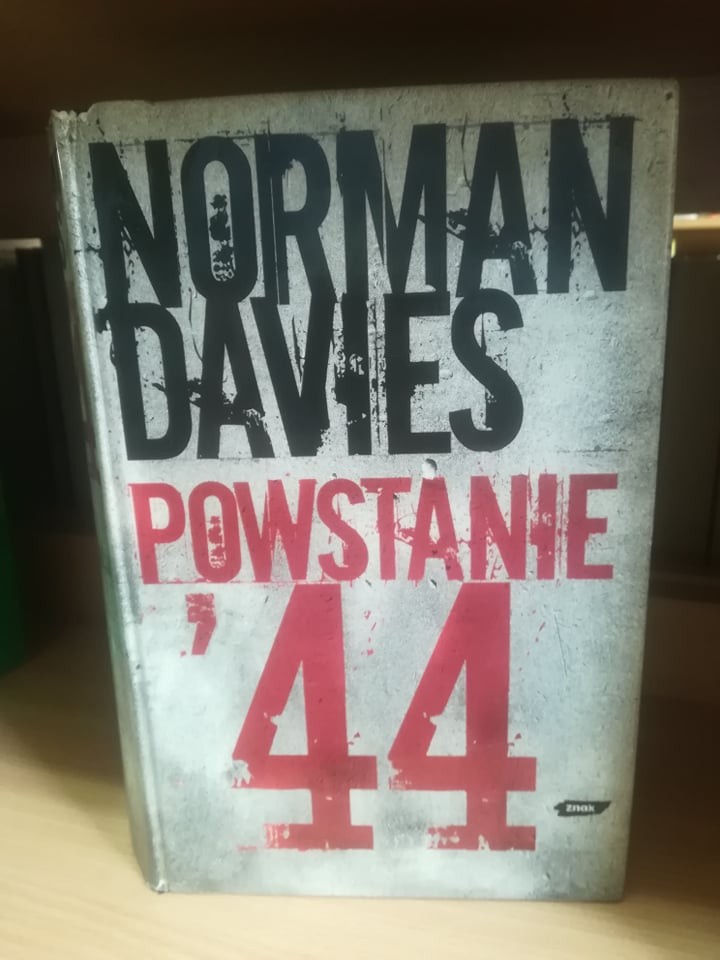 NORMAN
DAVIES
POWSTANIE
'44
znak